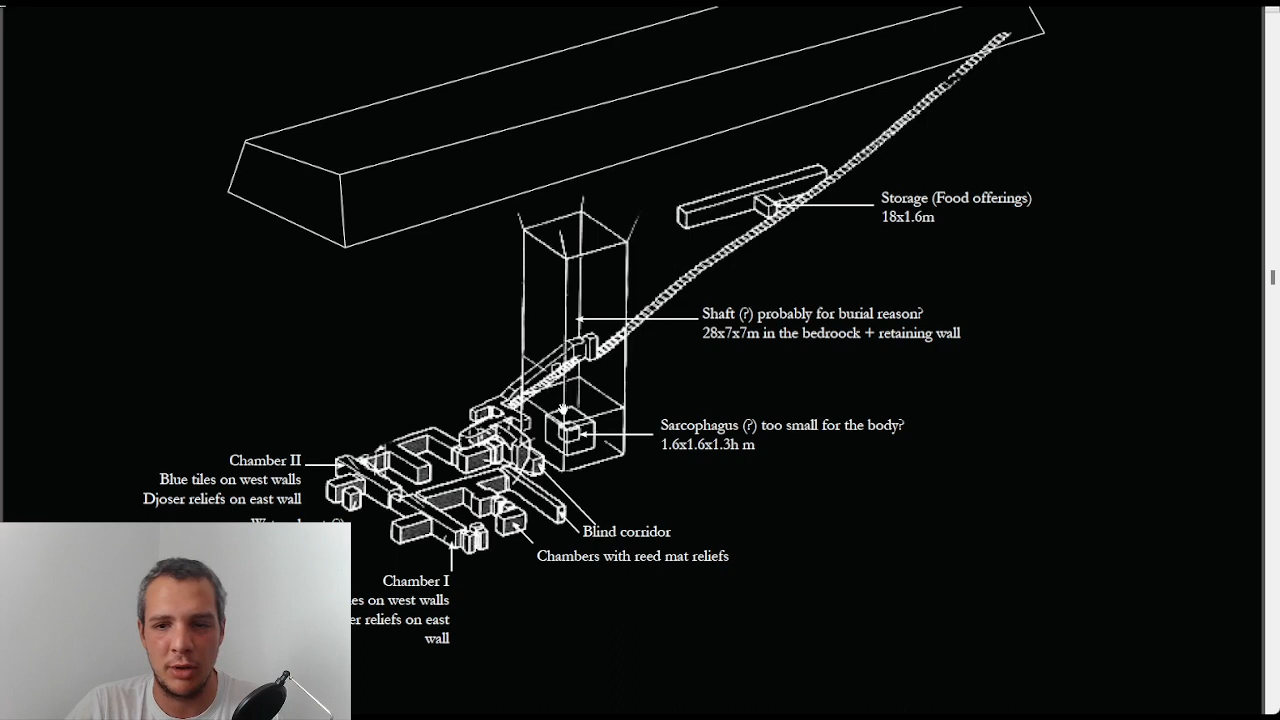 Storage (Food offerings)
18x1.6m
Shaft (?) probably for burial reason?
28x7x7m in the bedroock + retaining wall
Sarcophagus (?) too small for the body?
1.6x1.6x1.3h m
Chamber II
Blue tiles on west walls
Djoser reliefs on east wall
Blind corridor
Chambers with reed mat reliefs
Chamber I
on west walls
reliefs on east
wall